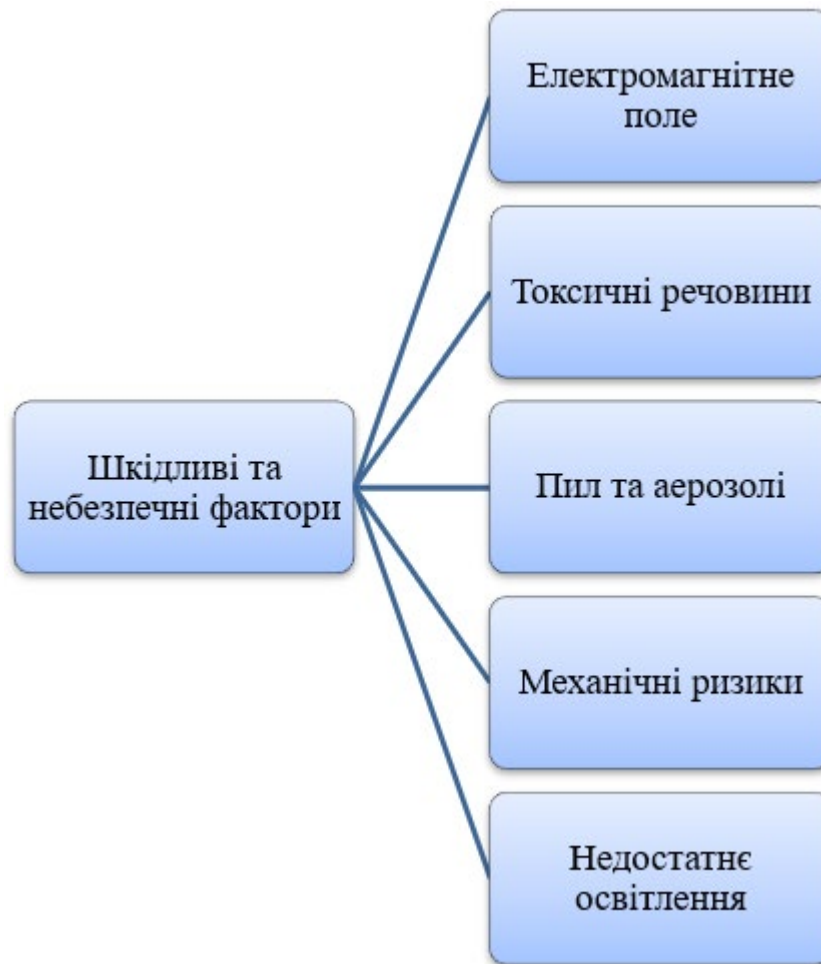 Електромагнітне
поле
Токсичні речовини
Шкідливі та
небезпечні фактори
Пил та аерозолі
Механічні ризики
Недостатнє
освітлення